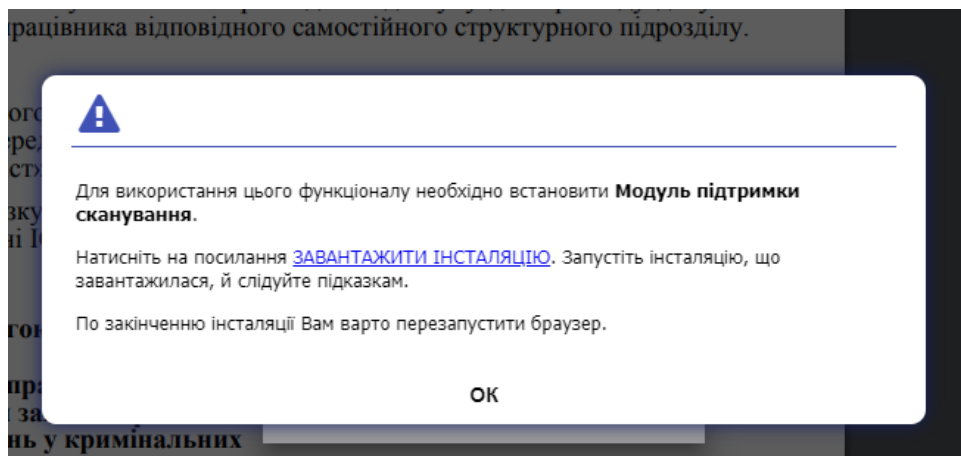 працівника відповідного самостійного структурного підрозділу.
Для використання цього функціоналу необхідно встановити Модуль підтримки
сканування.
Натисніть на посилання ЗАВАНТАЖИТИ ІНСТАЛЯЦІЮ. Запустіть інсталяцію, що
завантажилася, й слідуйте підказкам.
По закінченню інсталяції Вам варто перезапустити браузер.
ОК
нь у кримінальних